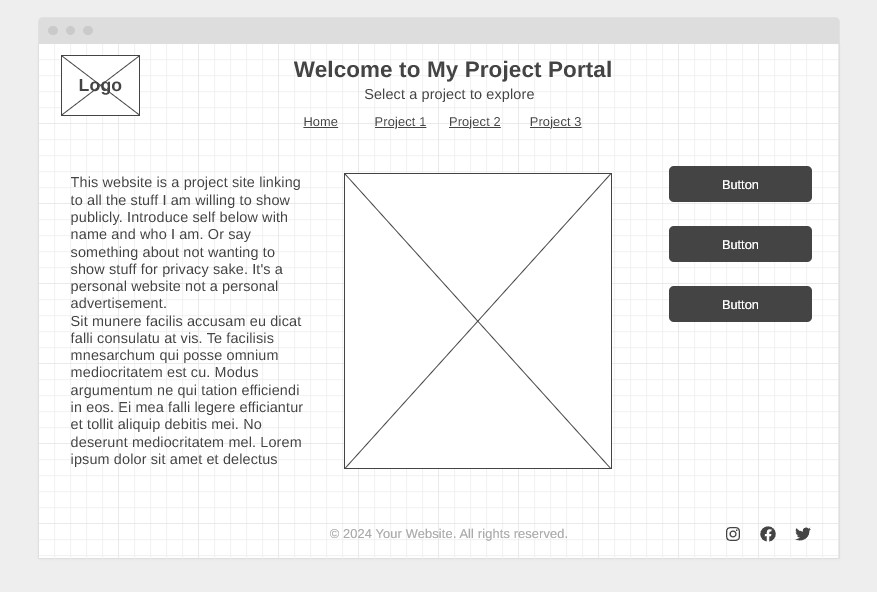 Logo
Welcome to My Project Portal
Select a project to explore
Home Project 1 Project 2 Project 3
This website is a project site linking
to all the stuff I am willing to show
publicly. Introduce self below with
name and who I am. Or say
something about not wanting to
show stuff for privacy sake. It's a
personal website not a personal
advertisement.
Sit munere facilis accusam eu dicat
falli consulatu at vis. Te facilisis
mnesarchum qui posse omnium
mediocritatem est cu. Modus
argumentum ne qui tation efficiendi
in eos. Ei mea falli legere efficiantur
et tollit aliquip debitis mei. No
deserunt mediocritatem mel. Lorem
ipsum dolor sit amet et delectus
Button
Button
Button
© 2024 Your Website. All rights reserved.